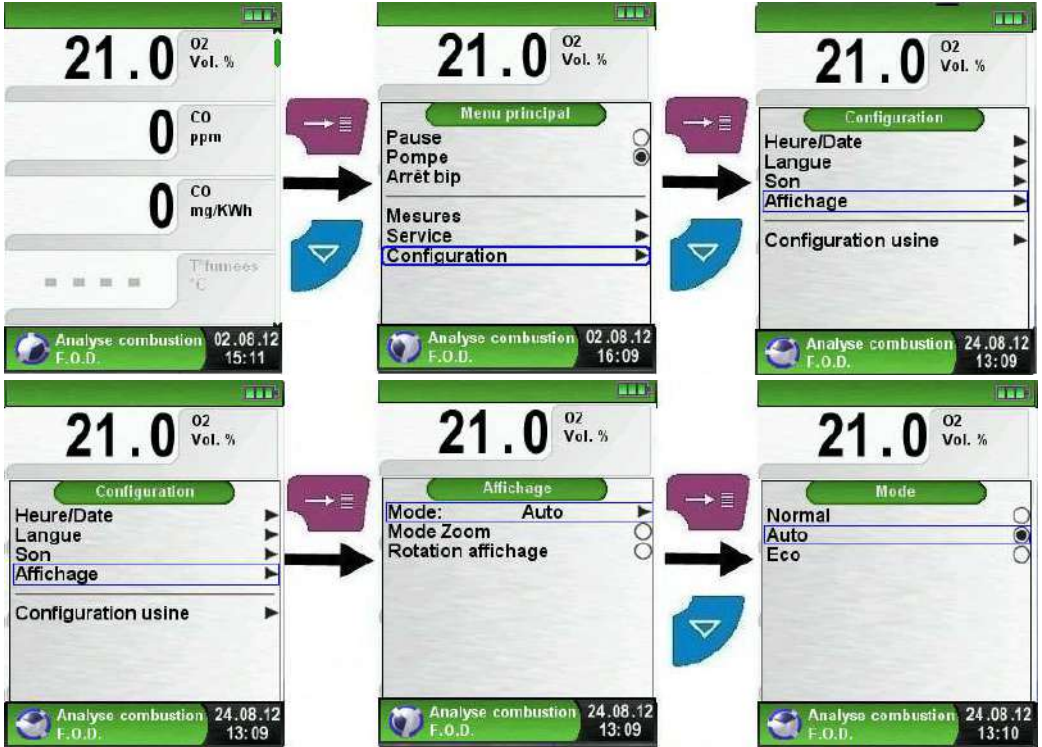 21.0 O2 Vol. %
0 CO ppm
0 CO mg/KWh
- - - - T°fumées °C
Analyse combustion 02.08.12
F.O.D. 15:11
21.0 O2 Vol. %
Menu principal
Pause
Pompe
Arrêt bip
Mesures
Service
Configuration
Analyse combustion 02.08.12
F.O.D. 16:09
21.0 O2 Vol. %
Configuration
Heure/Date
Langue
Son
Affichage
Configuration usine
Analyse combustion 24.08.12
F.O.D. 13:09
21.0 O2 Vol. %
Configuration
Heure/Date
Langue
Son
Affichage
Configuration usine
Analyse combustion 24.08.12
F.O.D. 13:09
21.0 O2 Vol. %
Affichage
Mode: Auto
Mode Zoom
Rotation affichage
Analyse combustion 24.08.12
F.O.D. 13:09
21.0 O2 Vol. %
Mode
Normal
Auto
Eco
Analyse combustion 24.08.12
F.O.D. 13:10